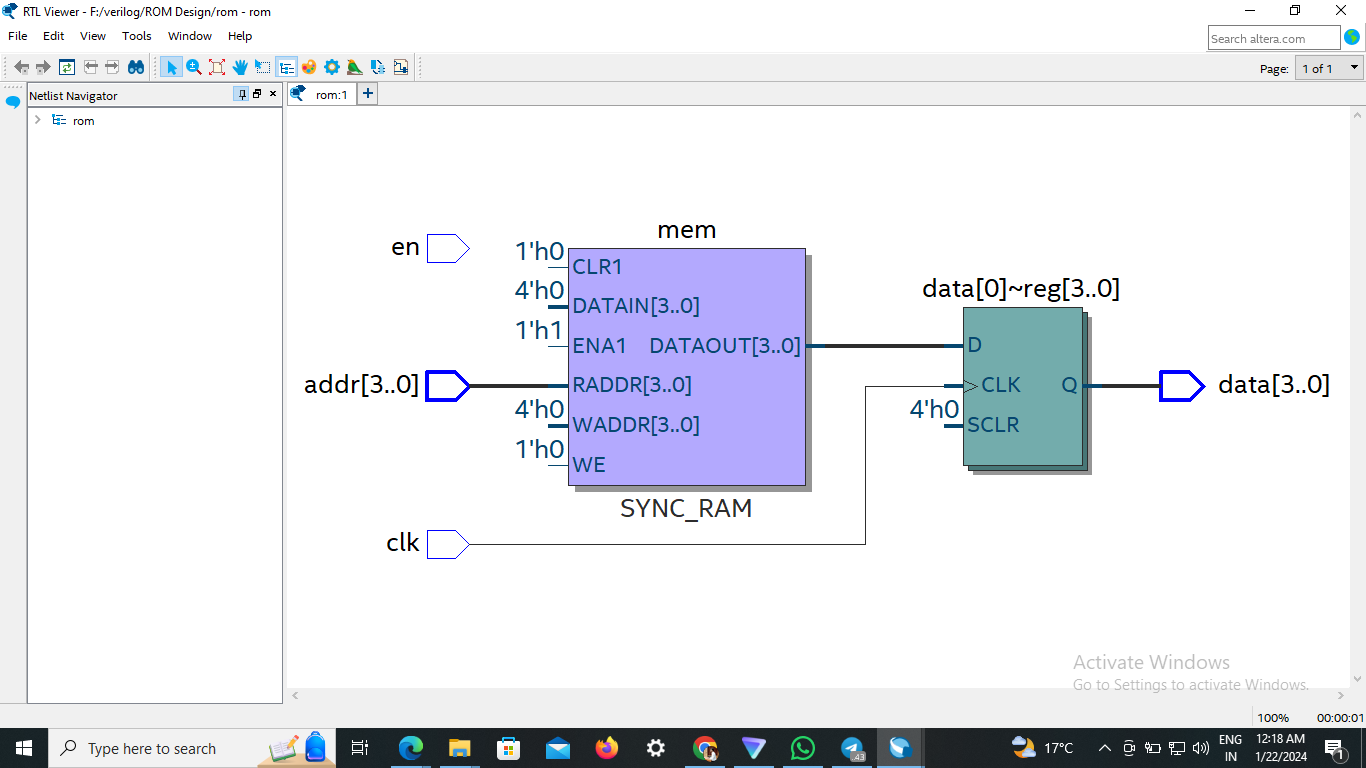 RTL Viewer - F:/verilog/ROM Design/rom - rom
File Edit View Tools Window Help
Search altera.com
Page: 1 of 1
Netlist Navigator
rom:1
rom
mem
en
1'h0
CLR1
4'h0
DATAIN[3..0]
1'h1
ENA1 DATAOUT[3..0]
addr[3..0]
RADDR[3..0]
4'h0
WADDR[3..0]
1'h0
WE
SYNC_RAM
clk
data[0]~reg[3..0]
D
CLK Q
4'h0
SCLR
data[3..0]
Activate Windows
Go to Settings to activate Windows.
100% 00:00:01
Type here to search
43
17°C
ENG
IN
12:18 AM
1/22/2024
1